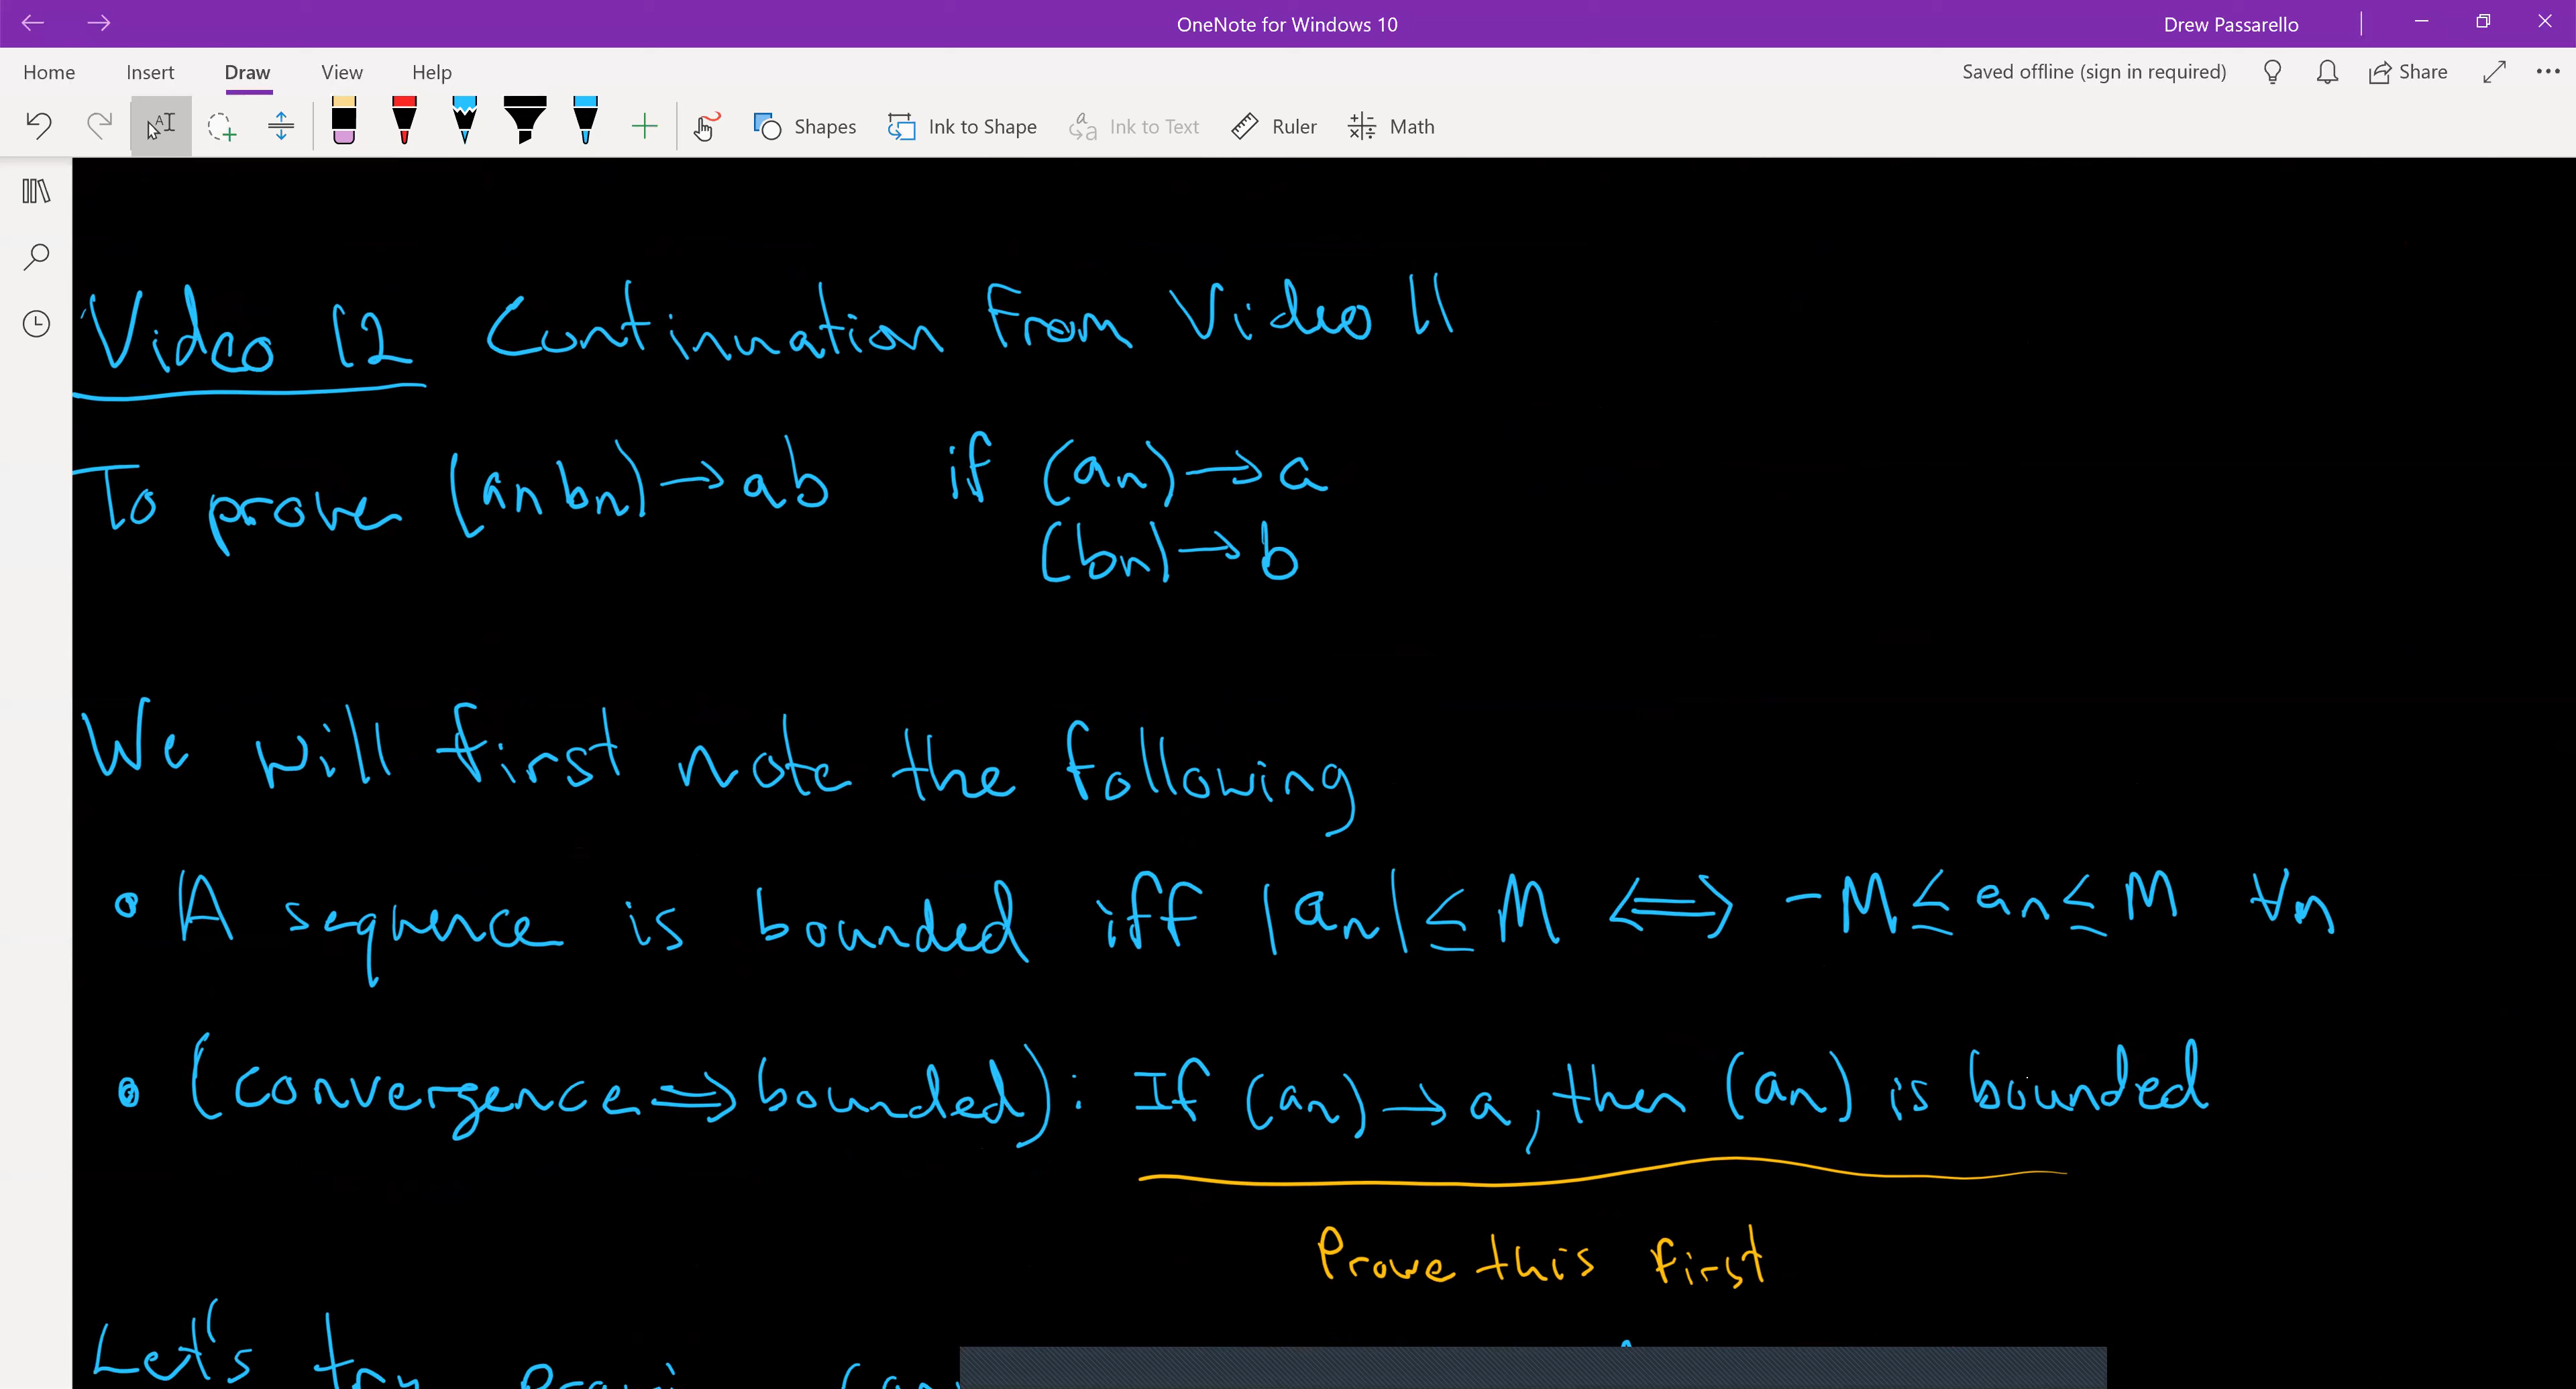 OneNote for Windows 10
Drew Passarello
Home Insert Draw View Help
Saved offline (sign in required) Share
Shapes Ink to Shape Ink to Text Ruler Math
Video 12 Continuation From Video 11
To prove (an bn) → ab if (an) → a
(bn) → b
We will first note the following
• A sequence is bounded iff |an| ≤ M ⟺ -M ≤ an ≤ M ∀n
• (convergence ⟹ bounded): If (an) → a, then (an) is bounded
Prove this first
Let's try